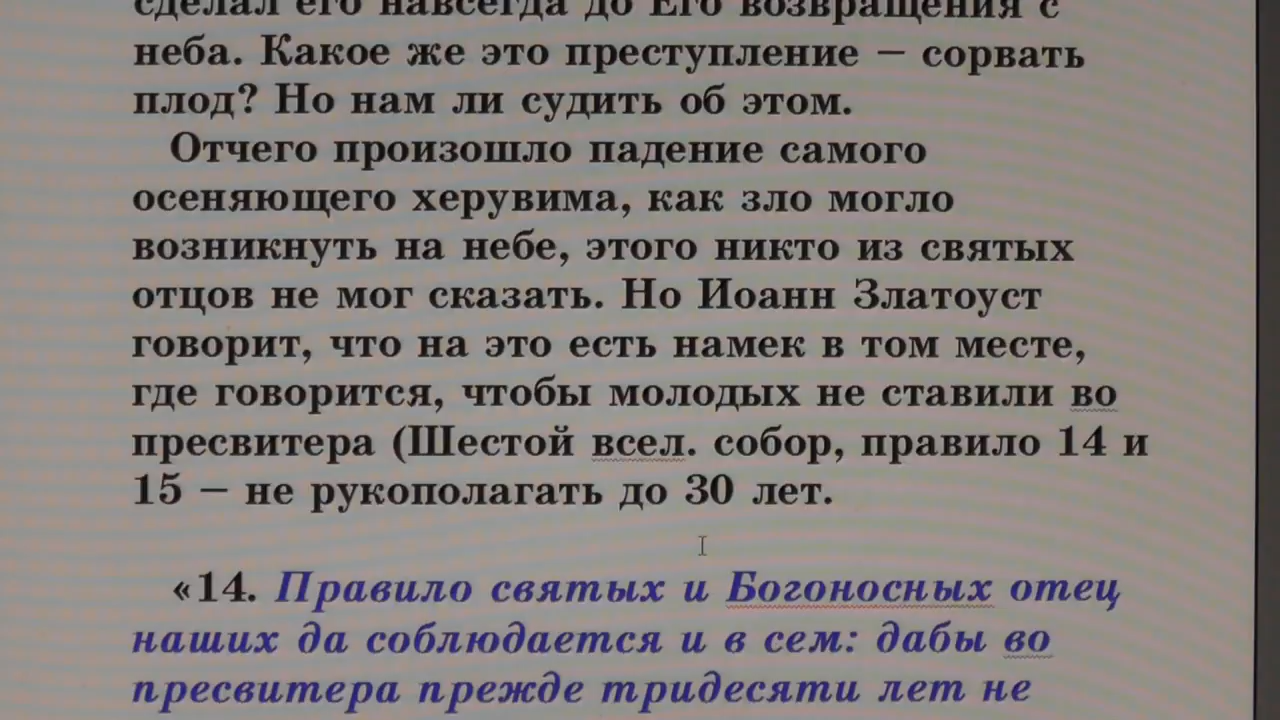 сделал его навсегда до Его возвращения с
неба. Какое же это преступление – сорвать
плод? Но нам ли судить об этом.
Отчего произошло падение самого
осеняющего херувима, как зло могло
возникнуть на небе, этого никто из святых
отцов не мог сказать. Но Иоанн Златоуст
говорит, что на это есть намек в том месте,
где говорится, чтобы молодых не ставили во
пресвитера (Шестой всел. собор, правило 14 и
15 – не рукополагать до 30 лет.
«14. Правило святых и Богоносных отец
наших да соблюдается и в сем: дабы во
пресвитера прежде тридесяти лет не